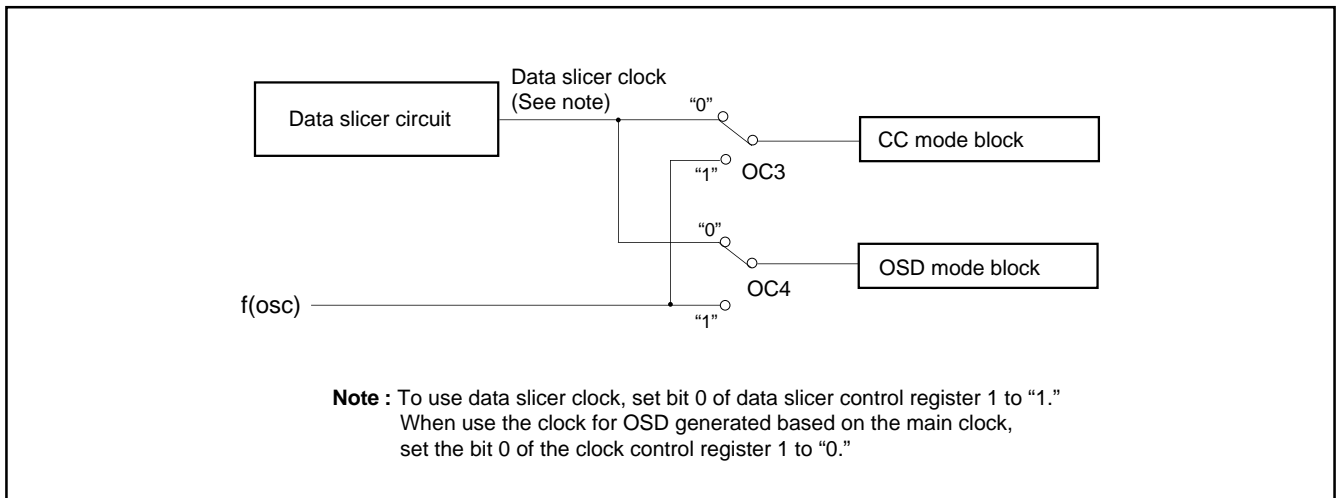 Data slicer clock
(See note)
Data slicer circuit
“0”
CC mode block
“1”
OC3
“0”
OSD mode block
OC4
f(osc)
“1”
Note : To use data slicer clock, set bit 0 of data slicer control register 1 to “1.”
When use the clock for OSD generated based on the main clock,
set the bit 0 of the clock control register 1 to “0.”